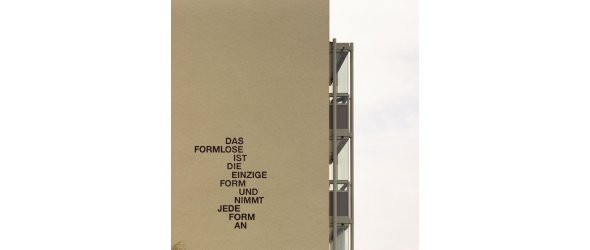 DAS
FORMLOSE
IST
DIE
EINZIGE
FORM
UND
NIMMT
JEDE
FORM
AN